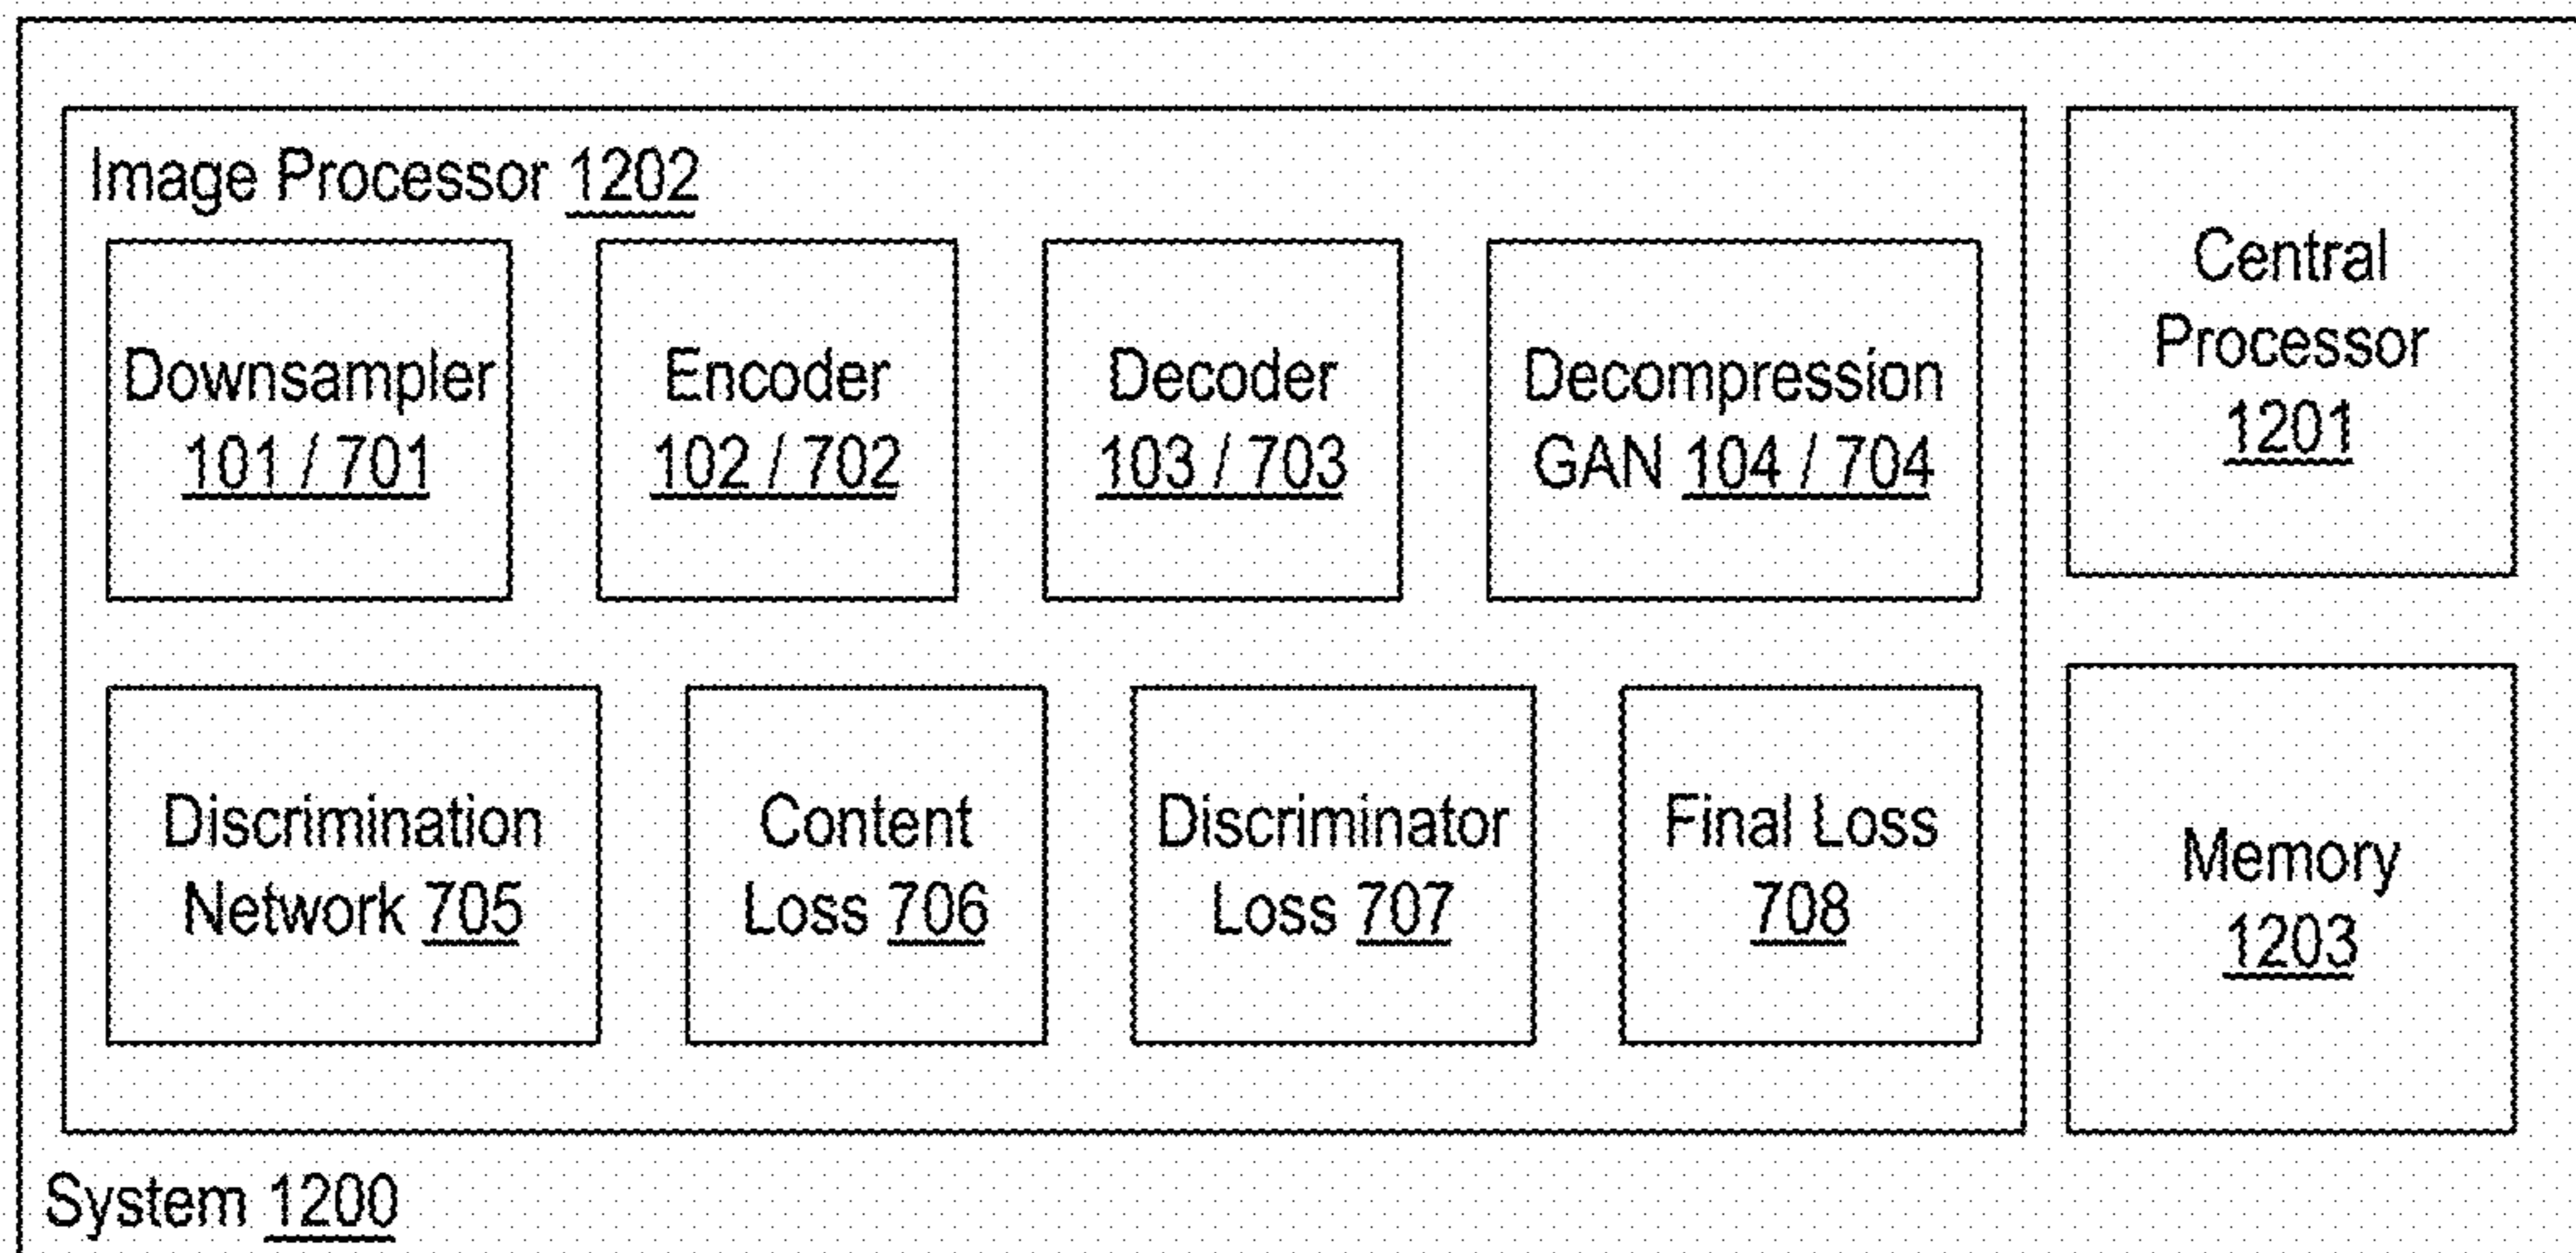 Image Processor 1202
Downsampler
101 / 701
Encoder
102 / 702
Decoder
103 / 703
Decompression
GAN 104 / 704
Central
Processor
1201
Discrimination
Network 705
Content
Loss 706
Discriminator
Loss 707
Final Loss
708
Memory
1203
System 1200